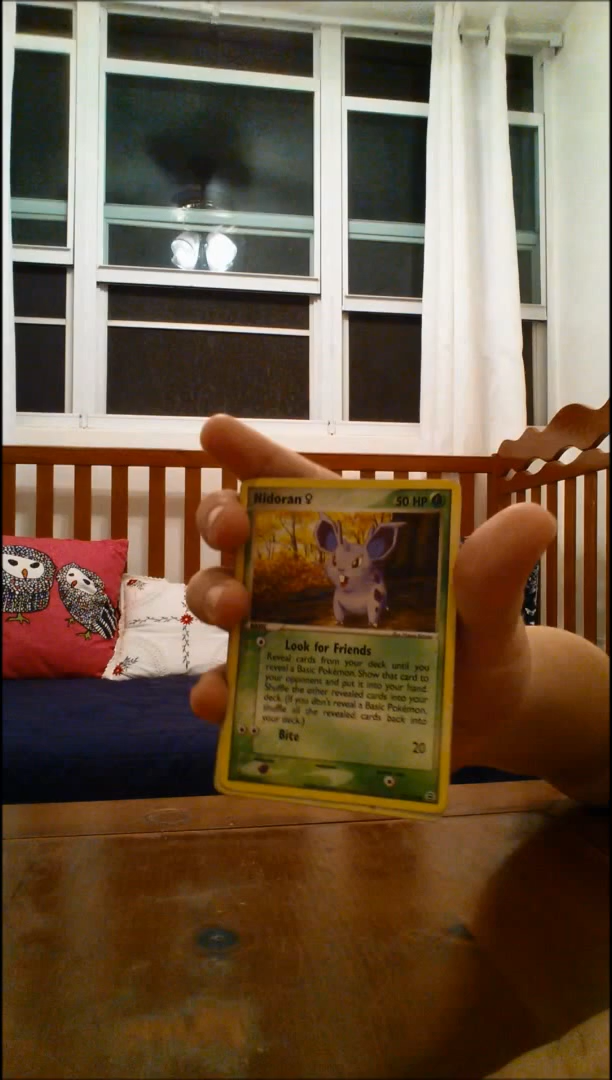 Nidoran♀ 50 HP
Look for Friends
Reveal cards from your deck until you
reveal a Basic Pokémon. Show that card to
your opponent and put it into your hand.
Shuffle the other revealed cards into your
deck. (If you don't reveal a Basic Pokémon,
shuffle all the revealed cards back into
your deck.)
Bite 20